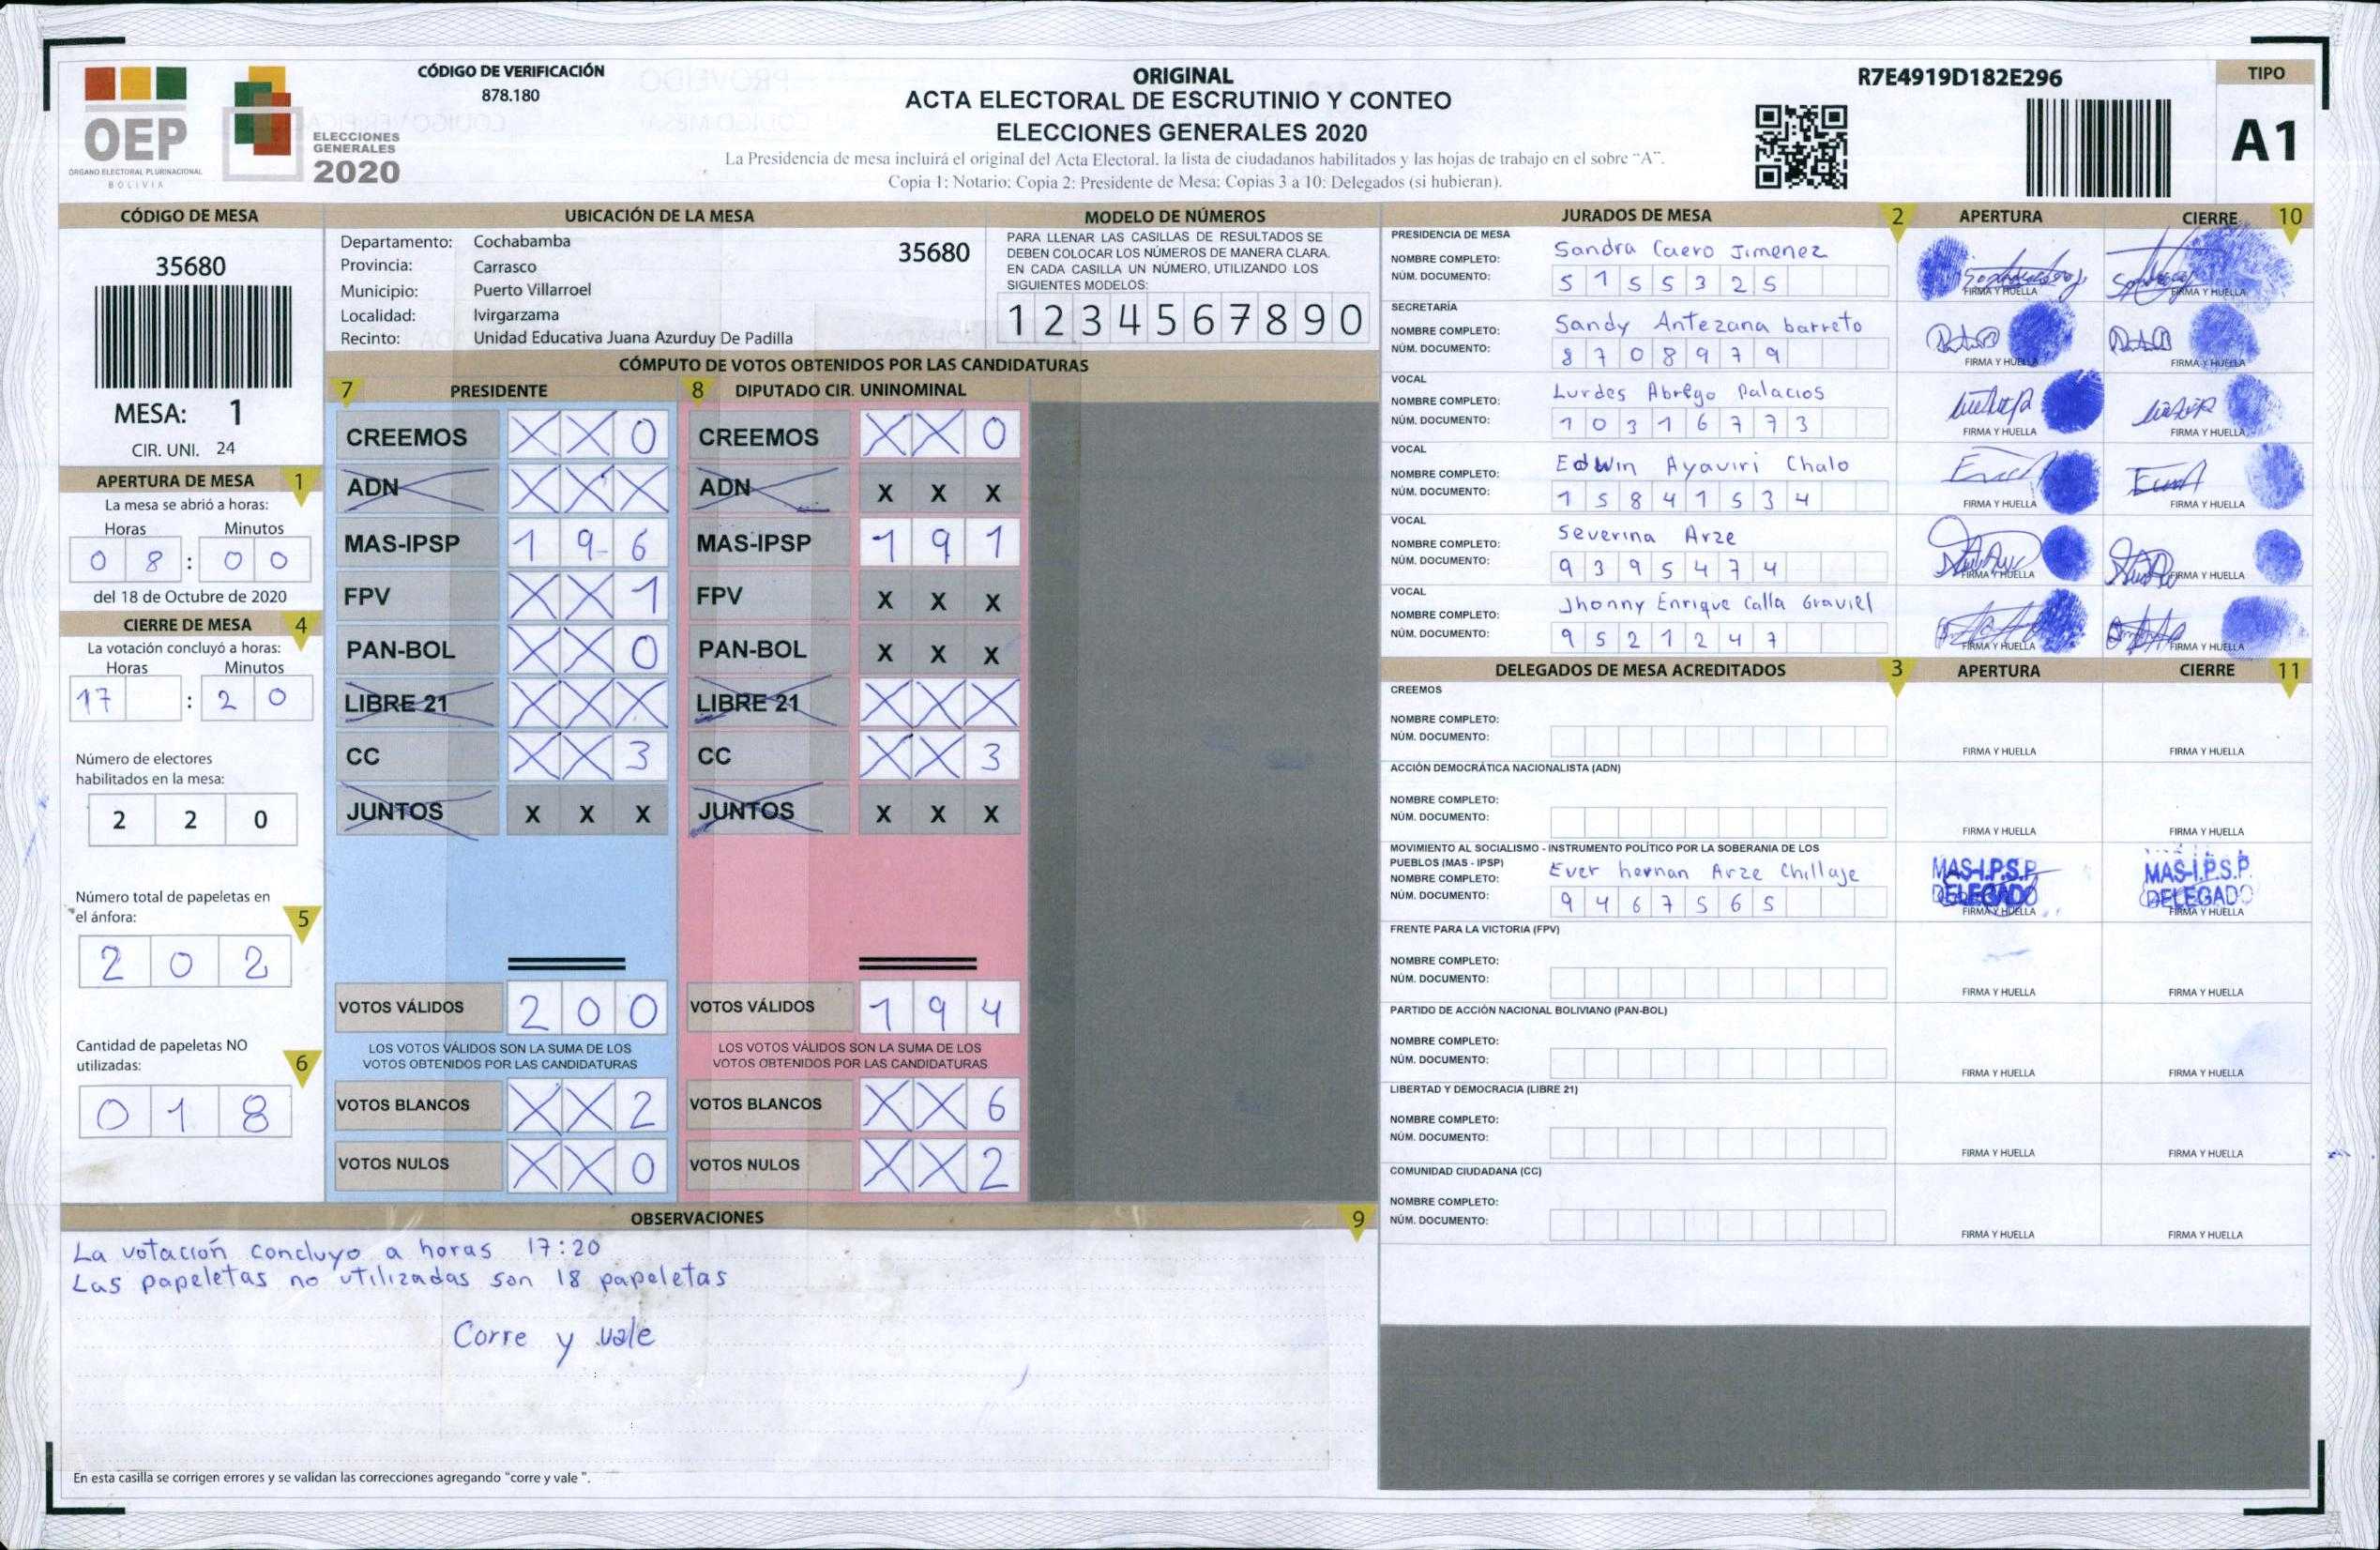 OEP
ÓRGANO ELECTORAL PLURINACIONAL
BOLIVIA
ELECCIONES
GENERALES
2020
CÓDIGO DE VERIFICACIÓN
878.180
ORIGINAL
ACTA ELECTORAL DE ESCRUTINIO Y CONTEO
ELECCIONES GENERALES 2020
La Presidencia de mesa incluirá el original del Acta Electoral, la lista de ciudadanos habilitados y las hojas de trabajo en el sobre "A".
Copia 1: Notario; Copia 2: Presidente de Mesa; Copias 3 a 10: Delegados (si hubieran).
R7E4919D182E296
TIPO
A1
CÓDIGO DE MESA
35680
MESA: 1
CIR. UNI. 24
APERTURA DE MESA 1
La mesa se abrió a horas:
Horas Minutos
0 8 : 0 0
del 18 de Octubre de 2020
CIERRE DE MESA 4
La votación concluyó a horas:
Horas Minutos
17 : 2 0
Número de electores
habilitados en la mesa:
2 2 0
Número total de papeletas en
el ánfora: 5
2 0 2
Cantidad de papeletas NO
utilizadas: 6
0 1 8
UBICACIÓN DE LA MESA
Departamento: Cochabamba
35680
Provincia: Carrasco
Municipio: Puerto Villarroel
Localidad: Ivirgarzama
Recinto: Unidad Educativa Juana Azurduy De Padilla
MODELO DE NÚMEROS
PARA LLENAR LAS CASILLAS DE RESULTADOS SE
DEBEN COLOCAR LOS NÚMEROS DE MANERA CLARA.
EN CADA CASILLA UN NÚMERO, UTILIZANDO LOS
SIGUIENTES MODELOS:
1 2 3 4 5 6 7 8 9 0
CÓMPUTO DE VOTOS OBTENIDOS POR LAS CANDIDATURAS
7 PRESIDENTE
CREEMOS X X 0
ADN X X X
MAS-IPSP 1 9 6
FPV X X 1
PAN-BOL X X 0
LIBRE 21 X X X
CC X X 3
JUNTOS X X X
VOTOS VÁLIDOS 2 0 0
LOS VOTOS VÁLIDOS SON LA SUMA DE LOS
VOTOS OBTENIDOS POR LAS CANDIDATURAS
VOTOS BLANCOS X X 2
VOTOS NULOS X X 0
8 DIPUTADO CIR. UNINOMINAL
CREEMOS X X 0
ADN X X X
MAS-IPSP 1 9 1
FPV X X X
PAN-BOL X X X
LIBRE 21 X X X
CC X X 3
JUNTOS X X X
VOTOS VÁLIDOS 1 9 4
LOS VOTOS VÁLIDOS SON LA SUMA DE LOS
VOTOS OBTENIDOS POR LAS CANDIDATURAS
VOTOS BLANCOS X X 6
VOTOS NULOS X X 2
OBSERVACIONES 9
La votación concluyo a horas 17:20
Las papeletas no utilizadas son 18 papeletas
Corre y vale
En esta casilla se corrigen errores y se validan las correcciones agregando "corre y vale ".
JURADOS DE MESA 2 APERTURA CIERRE 10
PRESIDENCIA DE MESA
NOMBRE COMPLETO: Sandra Caero Jimenez
NÚM. DOCUMENTO: 5 1 5 5 3 2 5
FIRMA Y HUELLA FIRMA Y HUELLA
SECRETARÍA
NOMBRE COMPLETO: Sandy Antezana barreto
NÚM. DOCUMENTO: 8 7 0 8 9 7 9
FIRMA Y HUELLA FIRMA Y HUELLA
VOCAL
NOMBRE COMPLETO: Lurdes Abrego Palacios
NÚM. DOCUMENTO: 1 0 3 1 6 7 7 3
FIRMA Y HUELLA FIRMA Y HUELLA
VOCAL
NOMBRE COMPLETO: Edwin Ayaviri Chalo
NÚM. DOCUMENTO: 1 5 8 4 1 5 3 4
FIRMA Y HUELLA FIRMA Y HUELLA
VOCAL
NOMBRE COMPLETO: Severina Arze
NÚM. DOCUMENTO: 9 3 9 5 4 7 4
FIRMA Y HUELLA FIRMA Y HUELLA
VOCAL
NOMBRE COMPLETO: Jhonny Enrique Calla Graviel
NÚM. DOCUMENTO: 9 5 2 1 2 4 7
FIRMA Y HUELLA FIRMA Y HUELLA
DELEGADOS DE MESA ACREDITADOS 3 APERTURA CIERRE 11
CREEMOS
NOMBRE COMPLETO:
NÚM. DOCUMENTO:
FIRMA Y HUELLA FIRMA Y HUELLA
ACCIÓN DEMOCRÁTICA NACIONALISTA (ADN)
NOMBRE COMPLETO:
NÚM. DOCUMENTO:
FIRMA Y HUELLA FIRMA Y HUELLA
MOVIMIENTO AL SOCIALISMO - INSTRUMENTO POLÍTICO POR LA SOBERANIA DE LOS
PUEBLOS (MAS - IPSP)
NOMBRE COMPLETO: Ever hernan Arze Chillaje
NÚM. DOCUMENTO: 9 4 6 7 5 6 5
MAS-I.P.S.P. MAS-I.P.S.P.
DELEGADO DELEGADO
FIRMA Y HUELLA FIRMA Y HUELLA
FRENTE PARA LA VICTORIA (FPV)
NOMBRE COMPLETO:
NÚM. DOCUMENTO:
FIRMA Y HUELLA FIRMA Y HUELLA
PARTIDO DE ACCIÓN NACIONAL BOLIVIANO (PAN-BOL)
NOMBRE COMPLETO:
NÚM. DOCUMENTO:
FIRMA Y HUELLA FIRMA Y HUELLA
LIBERTAD Y DEMOCRACIA (LIBRE 21)
NOMBRE COMPLETO:
NÚM. DOCUMENTO:
FIRMA Y HUELLA FIRMA Y HUELLA
COMUNIDAD CIUDADANA (CC)
NOMBRE COMPLETO:
NÚM. DOCUMENTO:
FIRMA Y HUELLA FIRMA Y HUELLA